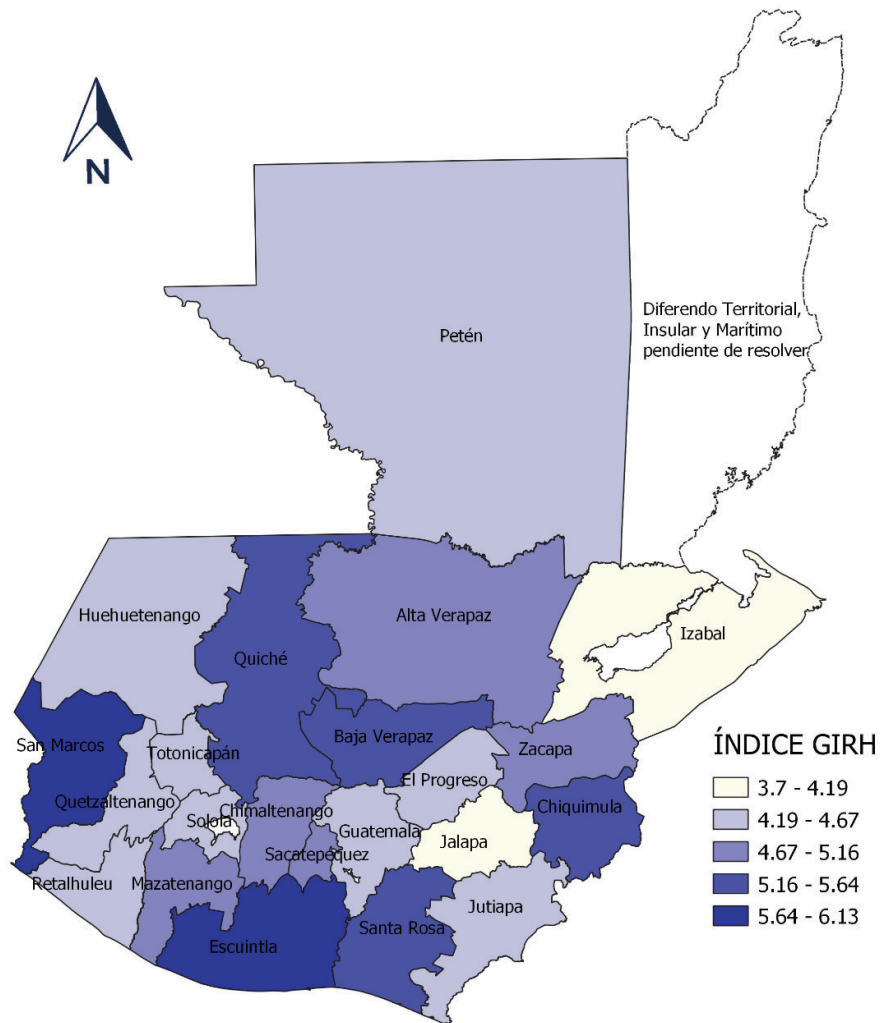 N
Diferendo Territorial,
Insular y Marítimo
pendiente de resolver
Petén
Huehuetenango
Alta Verapaz
Izabal
Quiché
San Marcos
Totonicapán
Baja Verapaz
Zacapa
Quetzaltenango
El Progreso
Chiquimula
Sololá
Chimaltenango
Guatemala
Jalapa
Sacatepéquez
Retalhuleu
Mazatenango
Jutiapa
Escuintla
Santa Rosa
ÍNDICE GIRH
3.7 - 4.19
4.19 - 4.67
4.67 - 5.16
5.16 - 5.64
5.64 - 6.13